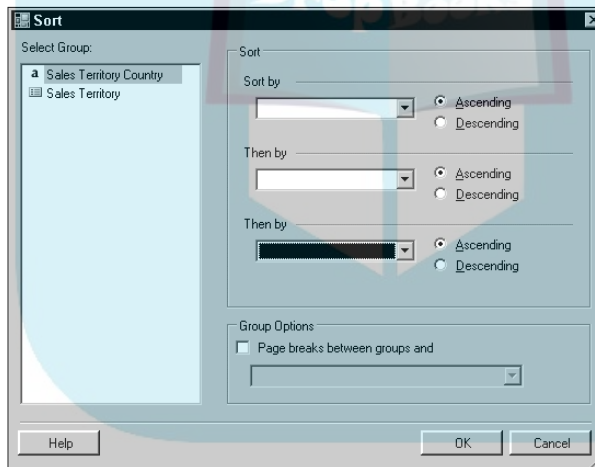 Sort
Select Group:
a Sales Territory Country
Sales Territory
Sort
Sort by
Ascending
Descending
Then by
Ascending
Descending
Then by
Ascending
Descending
Group Options
Page breaks between groups and
Help
OK
Cancel